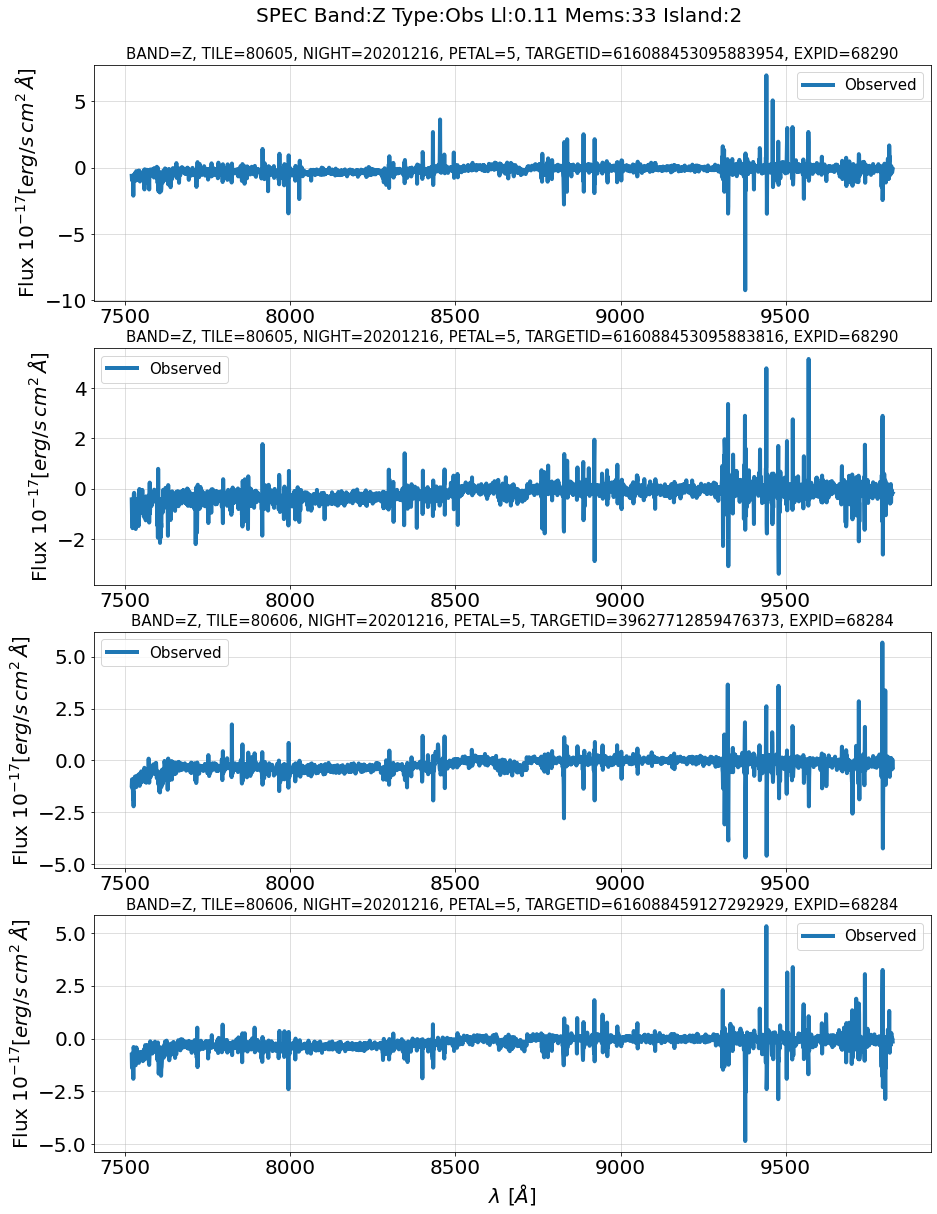 SPEC Band:Z Type:Obs Ll:0.11 Mems:33 Island:2
BAND=Z, TILE=80605, NIGHT=20201216, PETAL=5, TARGETID=616088453095883954, EXPID=68290
Flux 10^{-17}[erg/s cm^2 Å]
5
0
−5
−10
Observed
7500 8000 8500 9000 9500
BAND=Z, TILE=80605, NIGHT=20201216, PETAL=5, TARGETID=616088453095883816, EXPID=68290
Flux 10^{-17}[erg/s cm^2 Å]
4
2
0
−2
Observed
7500 8000 8500 9000 9500
BAND=Z, TILE=80606, NIGHT=20201216, PETAL=5, TARGETID=39627712859476373, EXPID=68284
Flux 10^{-17}[erg/s cm^2 Å]
5.0
2.5
0.0
−2.5
−5.0
Observed
7500 8000 8500 9000 9500
BAND=Z, TILE=80606, NIGHT=20201216, PETAL=5, TARGETID=616088459127292929, EXPID=68284
Flux 10^{-17}[erg/s cm^2 Å]
5.0
2.5
0.0
−2.5
−5.0
Observed
7500 8000 8500 9000 9500
λ [Å]